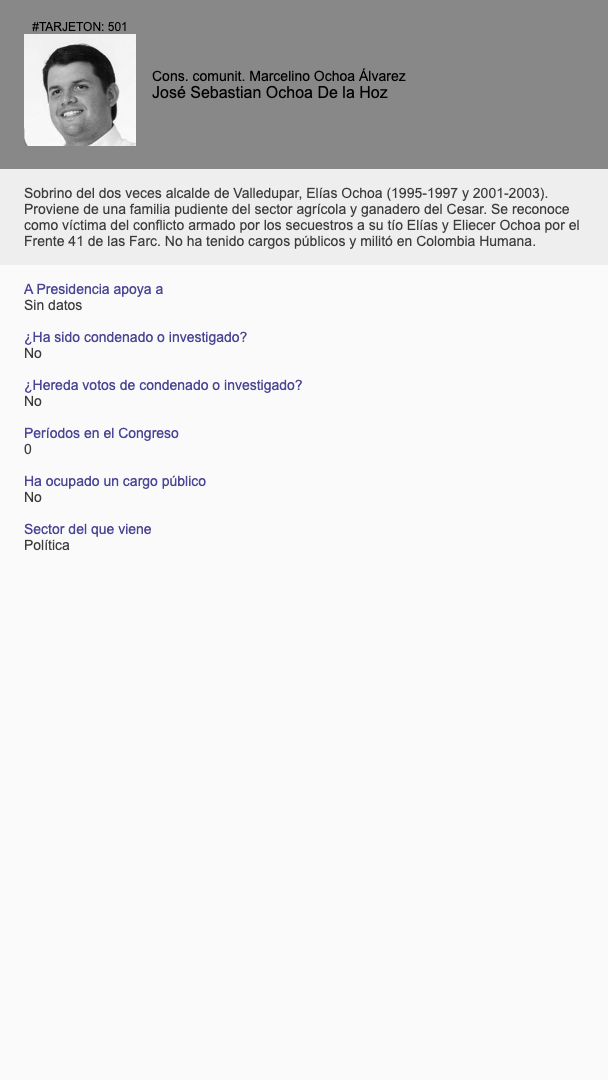 #TARJETON: 501
Cons. comunit. Marcelino Ochoa Álvarez
José Sebastian Ochoa De la Hoz
Sobrino del dos veces alcalde de Valledupar, Elías Ochoa (1995-1997 y 2001-2003).
Proviene de una familia pudiente del sector agrícola y ganadero del Cesar. Se reconoce
como víctima del conflicto armado por los secuestros a su tío Elías y Eliecer Ochoa por el
Frente 41 de las Farc. No ha tenido cargos públicos y militó en Colombia Humana.
A Presidencia apoya a
Sin datos
¿Ha sido condenado o investigado?
No
¿Hereda votos de condenado o investigado?
No
Períodos en el Congreso
0
Ha ocupado un cargo público
No
Sector del que viene
Política